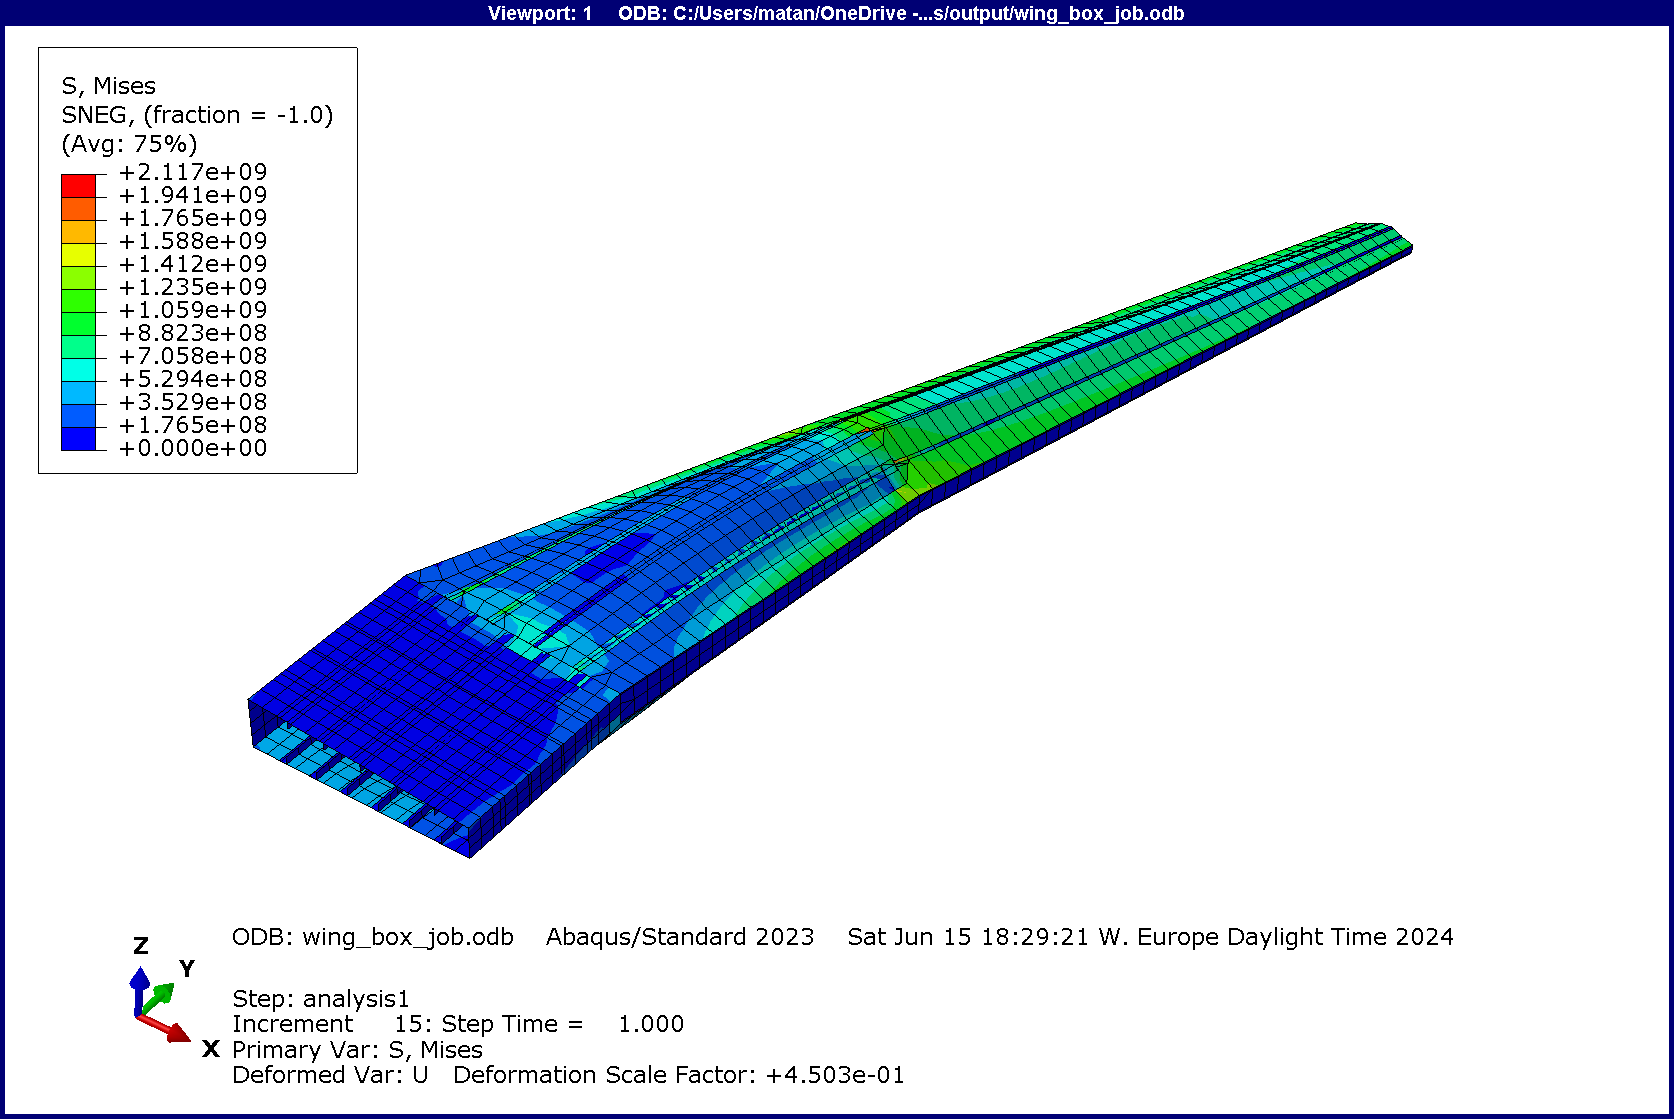 Viewport: 1 ODB: C:/Users/matan/OneDrive -...s/output/wing_box_job.odb
S, Mises
SNEG, (fraction = -1.0)
(Avg: 75%)
+2.117e+09
+1.941e+09
+1.765e+09
+1.588e+09
+1.412e+09
+1.235e+09
+1.059e+09
+8.823e+08
+7.058e+08
+5.294e+08
+3.529e+08
+1.765e+08
+0.000e+00
Z
Y
X
ODB: wing_box_job.odb Abaqus/Standard 2023 Sat Jun 15 18:29:21 W. Europe Daylight Time 2024
Step: analysis1
Increment 15: Step Time = 1.000
Primary Var: S, Mises
Deformed Var: U Deformation Scale Factor: +4.503e-01